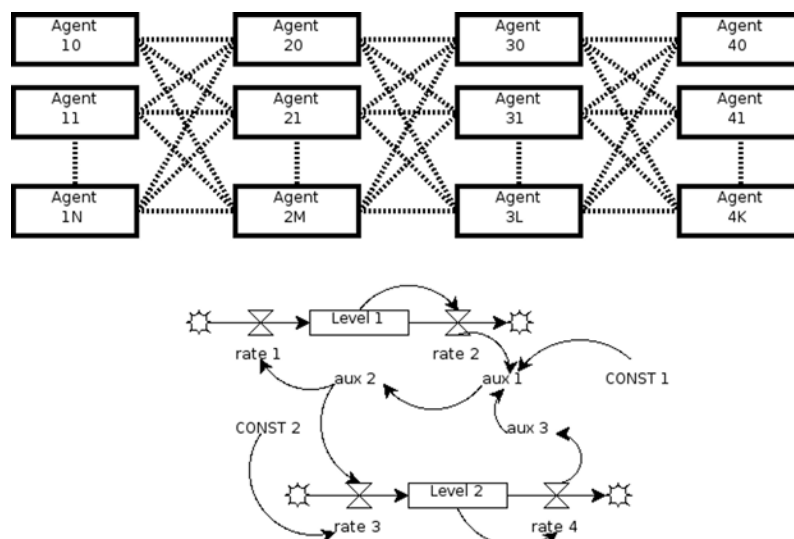 Agent
10
Agent
20
Agent
30
Agent
40
Agent
11
Agent
21
Agent
31
Agent
41
Agent
1N
Agent
2M
Agent
3L
Agent
4K
Level 1
rate 1
rate 2
aux 2
aux 1
CONST 1
CONST 2
aux 3
Level 2
rate 3
rate 4